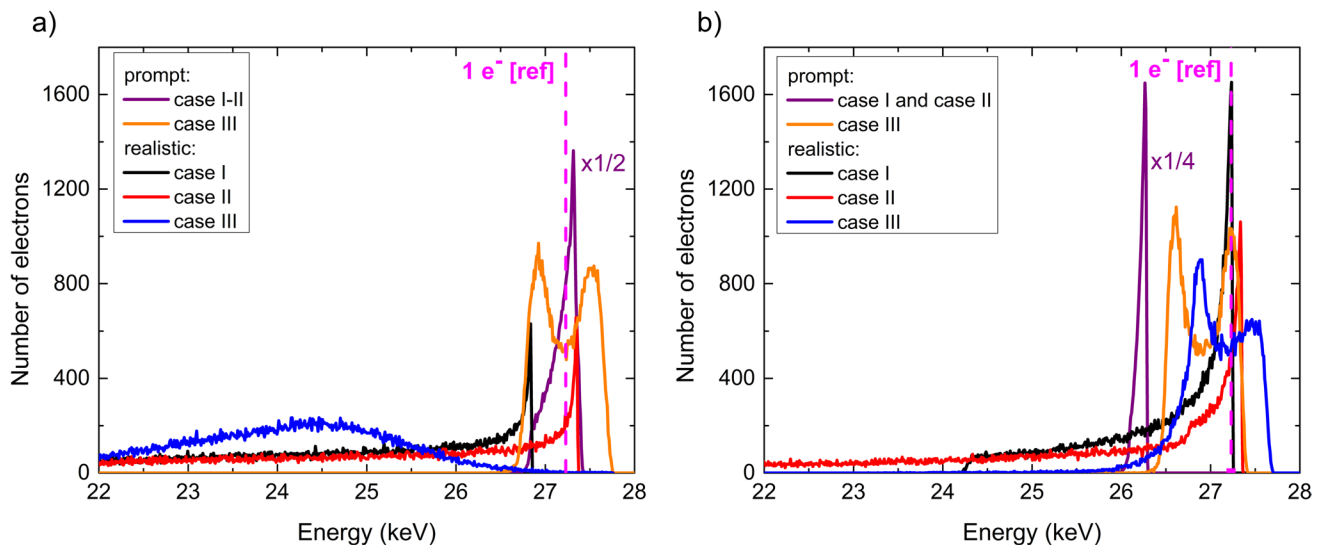 a)
prompt:
case I-II
case III
realistic:
case I
case II
case III
1 e⁻ [ref]
x1/2
Number of electrons
1600
1200
800
400
0
22 23 24 25 26 27 28
Energy (keV)
b)
prompt:
case I and case II
case III
realistic:
case I
case II
case III
1 e⁻ [ref]
x1/4
Number of electrons
1600
1200
800
400
0
22 23 24 25 26 27 28
Energy (keV)